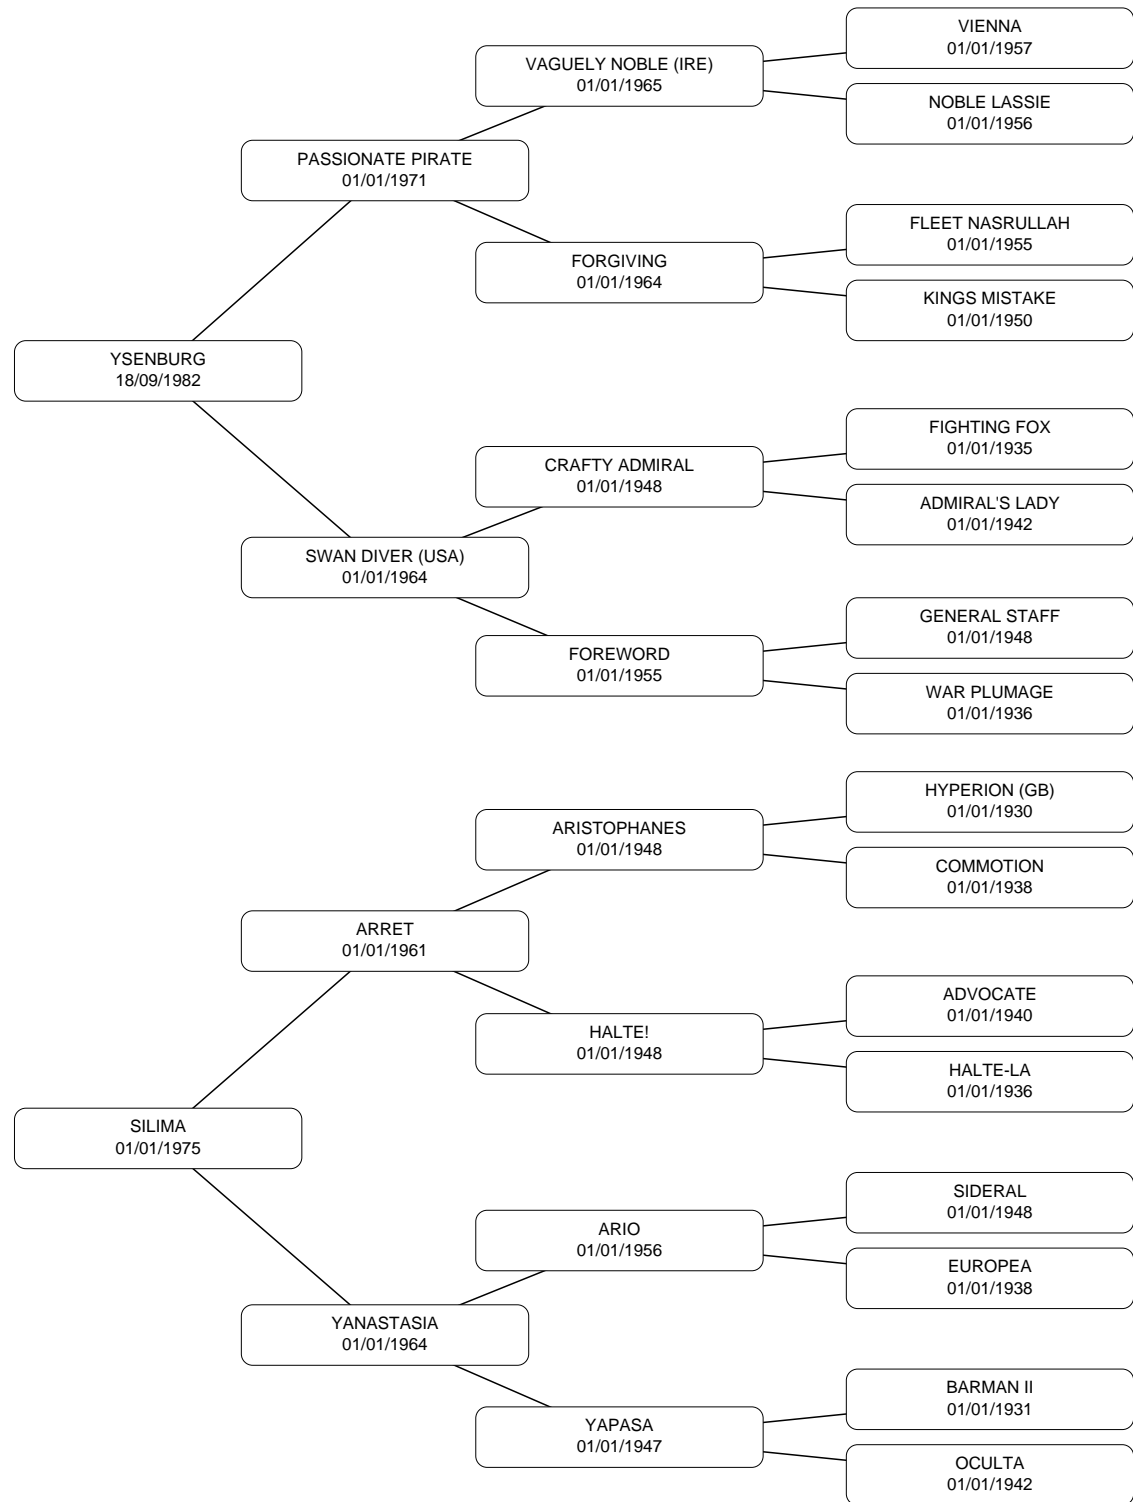 VIENNA
01/01/1957
VAGUELY NOBLE (IRE)
01/01/1965
NOBLE LASSIE
01/01/1956
PASSIONATE PIRATE
01/01/1971
FLEET NASRULLAH
01/01/1955
FORGIVING
01/01/1964
KINGS MISTAKE
01/01/1950
YSENBURG
18/09/1982
FIGHTING FOX
01/01/1935
CRAFTY ADMIRAL
01/01/1948
ADMIRAL'S LADY
01/01/1942
SWAN DIVER (USA)
01/01/1964
GENERAL STAFF
01/01/1948
FOREWORD
01/01/1955
WAR PLUMAGE
01/01/1936
HYPERION (GB)
01/01/1930
ARISTOPHANES
01/01/1948
COMMOTION
01/01/1938
ARRET
01/01/1961
ADVOCATE
01/01/1940
HALTE!
01/01/1948
HALTE-LA
01/01/1936
SILIMA
01/01/1975
SIDERAL
01/01/1948
ARIO
01/01/1956
EUROPEA
01/01/1938
YANASTASIA
01/01/1964
BARMAN II
01/01/1931
YAPASA
01/01/1947
OCULTA
01/01/1942